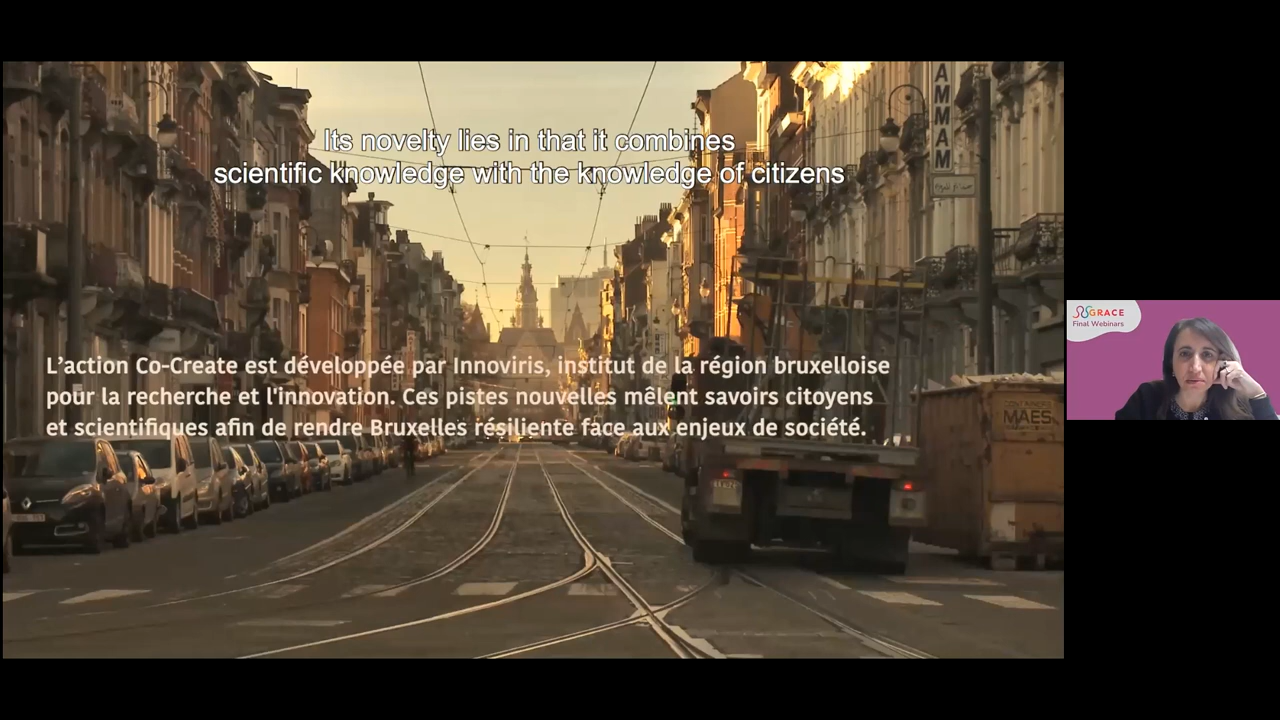 Its novelty lies in that it combines
scientific knowledge with the knowledge of citizens
AMMAM
L'action Co-Create est développée par Innoviris, institut de la région bruxelloise
pour la recherche et l'innovation. Ces pistes nouvelles mêlent savoirs citoyens
et scientifiques afin de rendre Bruxelles résiliente face aux enjeux de société.
CONTAINERS
MAES
GRACE
Final Webinars